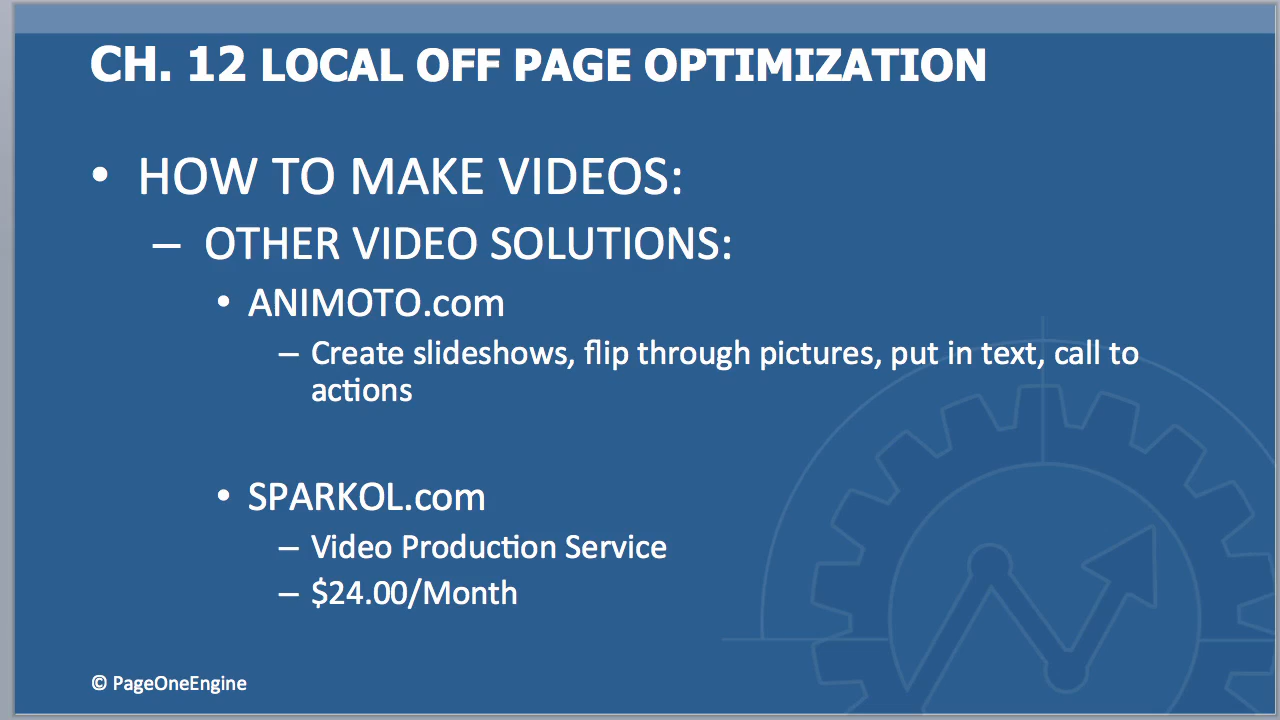 CH. 12 LOCAL OFF PAGE OPTIMIZATION
• HOW TO MAKE VIDEOS:
– OTHER VIDEO SOLUTIONS:
• ANIMOTO.com
– Create slideshows, flip through pictures, put in text, call to
actions
• SPARKOL.com
– Video Production Service
– $24.00/Month
© PageOneEngine